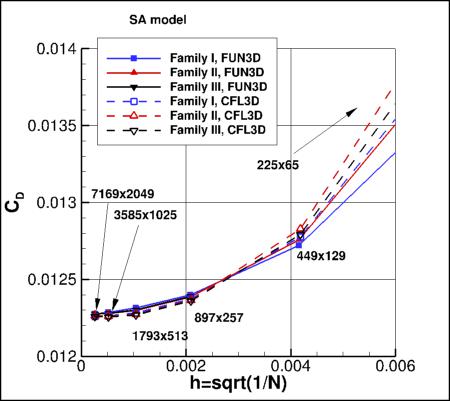 SA model
0.014
Family I, FUN3D
Family II, FUN3D
Family III, FUN3D
Family I, CFL3D
Family II, CFL3D
Family III, CFL3D
0.0135
225x65
7169x2049
0.013
3585x1025
CD
449x129
0.0125
897x257
1793x513
0.012
0
0.002
0.004
0.006
h=sqrt(1/N)